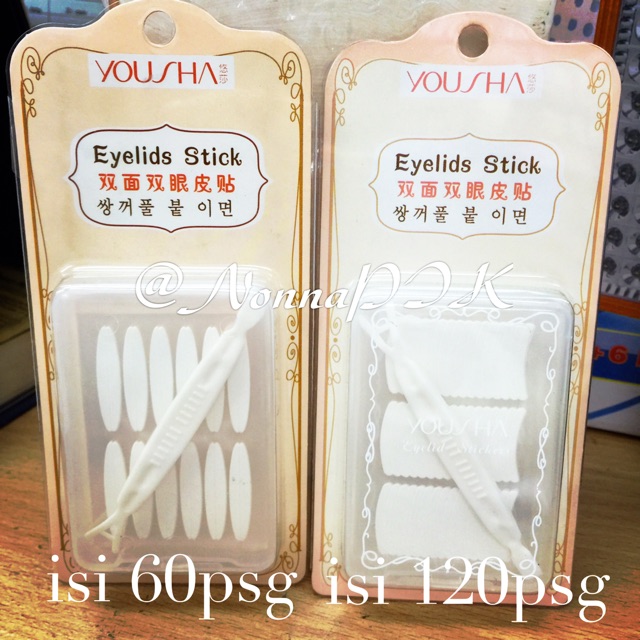 YOUSHA
Eyelids Stick
双面双眼皮贴
쌍꺼풀 붙 이면
YOUSHA
Eyelids Stick
双面双眼皮贴
쌍꺼풀 붙 이면
@NonnaPIK
YOUSHA
isi 60psg
isi 120psg